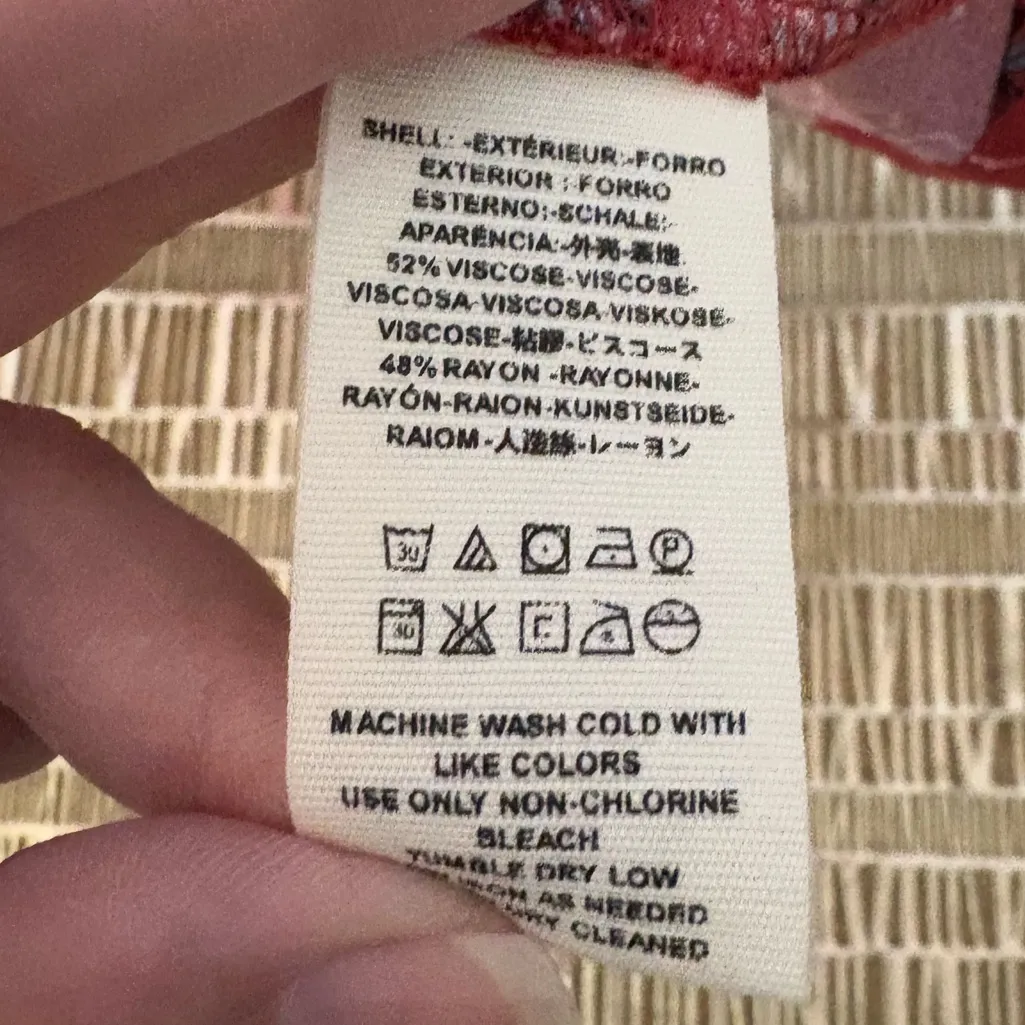 SHELL: -EXTÉRIEUR:-FORRO
EXTERIOR :-FORRO
ESTERNO:-SCHALE:-
APARÊNCIA:-外壳-表地
52% VISCOSE-VISCOSE-
VISCOSA-VISCOSA-VISKOSE-
VISCOSE-粘膠-ビスコース
48% RAYON -RAYONNE-
RAYÓN-RAION-KUNSTSEIDE-
RAIOM-人造絲-レーヨン
30 P
30
MACHINE WASH COLD WITH
LIKE COLORS
USE ONLY NON-CHLORINE
BLEACH
TUMBLE DRY LOW
IRON AS NEEDED
DRY CLEANED